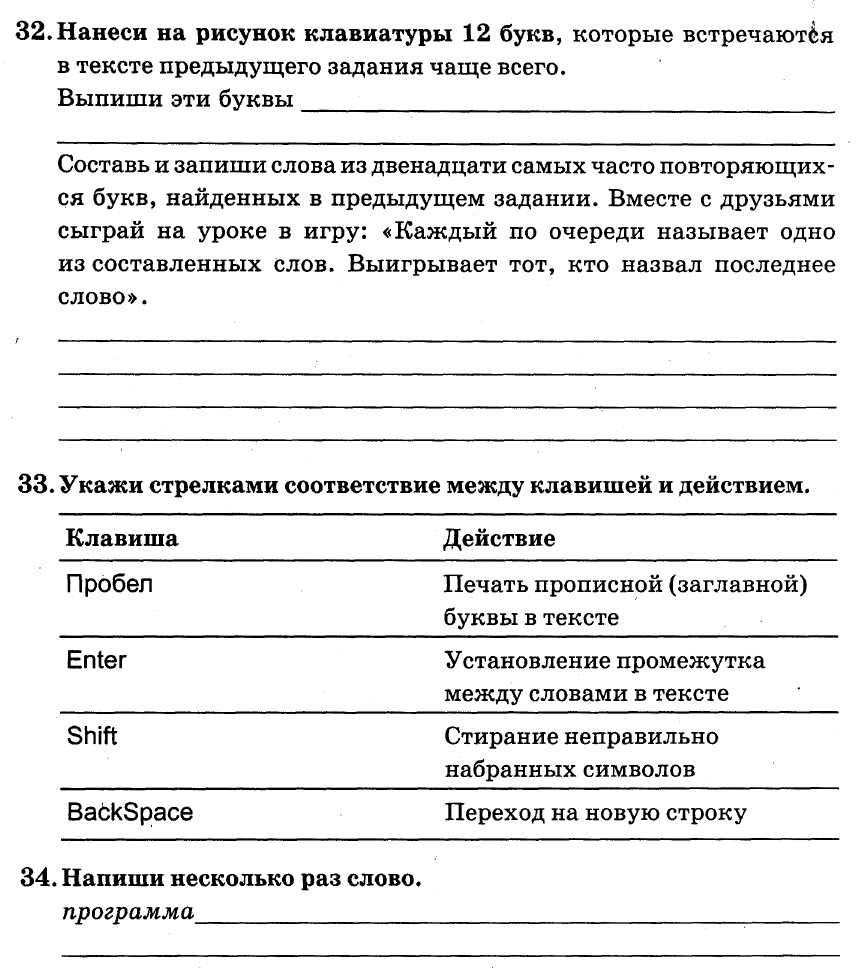 32. Нанеси на рисунок клавиатуры 12 букв, которые встречаются
в тексте предыдущего задания чаще всего.
Выпиши эти буквы
Составь и запиши слова из двенадцати самых часто повторяющих-
ся букв, найденных в предыдущем задании. Вместе с друзьями
сыграй на уроке в игру: «Каждый по очереди называет одно
из составленных слов. Выигрывает тот, кто назвал последнее
слово».
33. Укажи стрелками соответствие между клавишей и действием.
Клавиша Действие
Пробел Печать прописной (заглавной)
буквы в тексте
Enter Установление промежутка
между словами в тексте
Shift Стирание неправильно
набранных символов
BackSpace Переход на новую строку
34. Напиши несколько раз слово.
программа